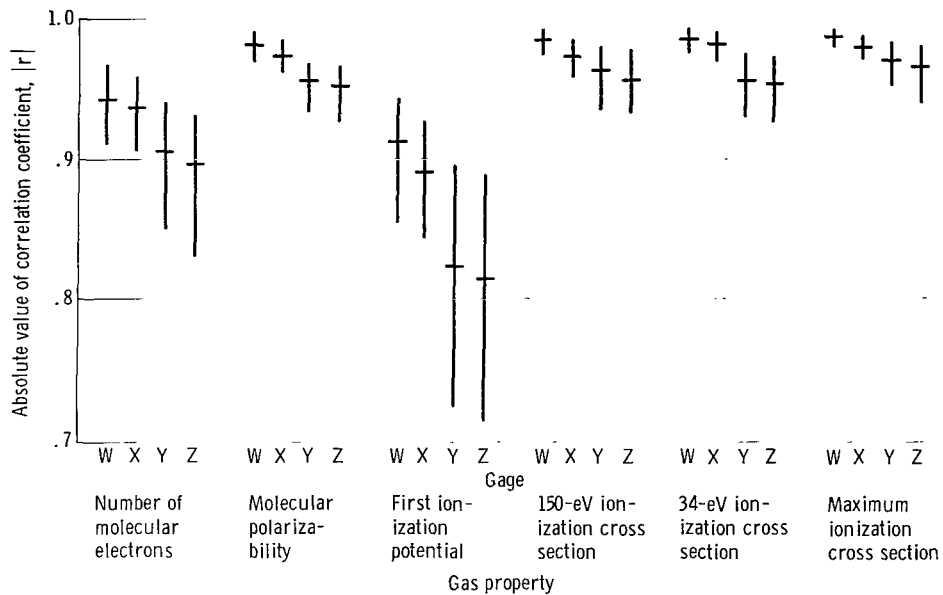 Absolute value of correlation coefficient, |r|
1.0
.9
.8
.7
W X Y Z
W X Y Z
W X Y Z
W X Y Z
W X Y Z
W X Y Z
Gage
Number of
molecular
electrons
Molecular
polariza-
bility
First ion-
ization
potential
150-eV ion-
ization cross
section
34-eV ion-
ization cross
section
Maximum
ionization
cross section
Gas property